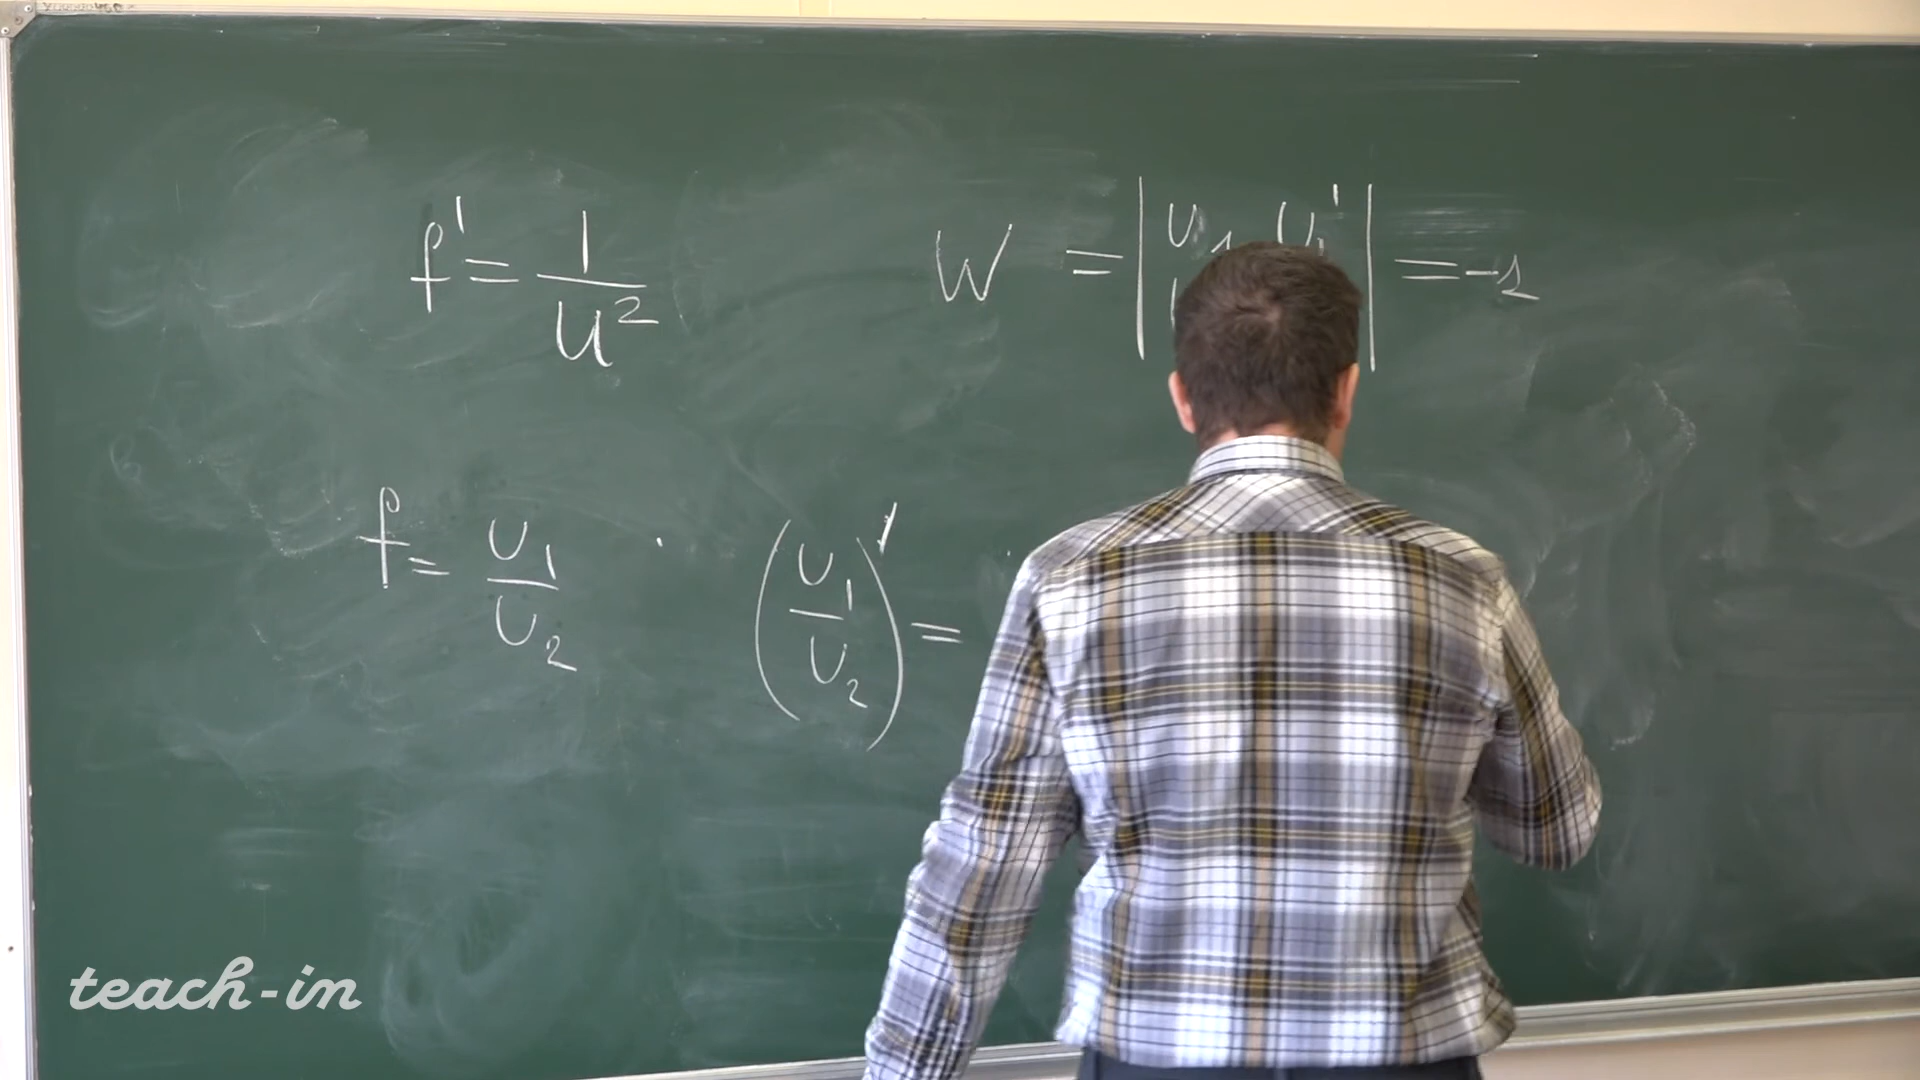 f' = 1/u²
W = | u₁ u₁' | = -1
f = u₁/u₂
(u₁/u₂)' =
teach-in